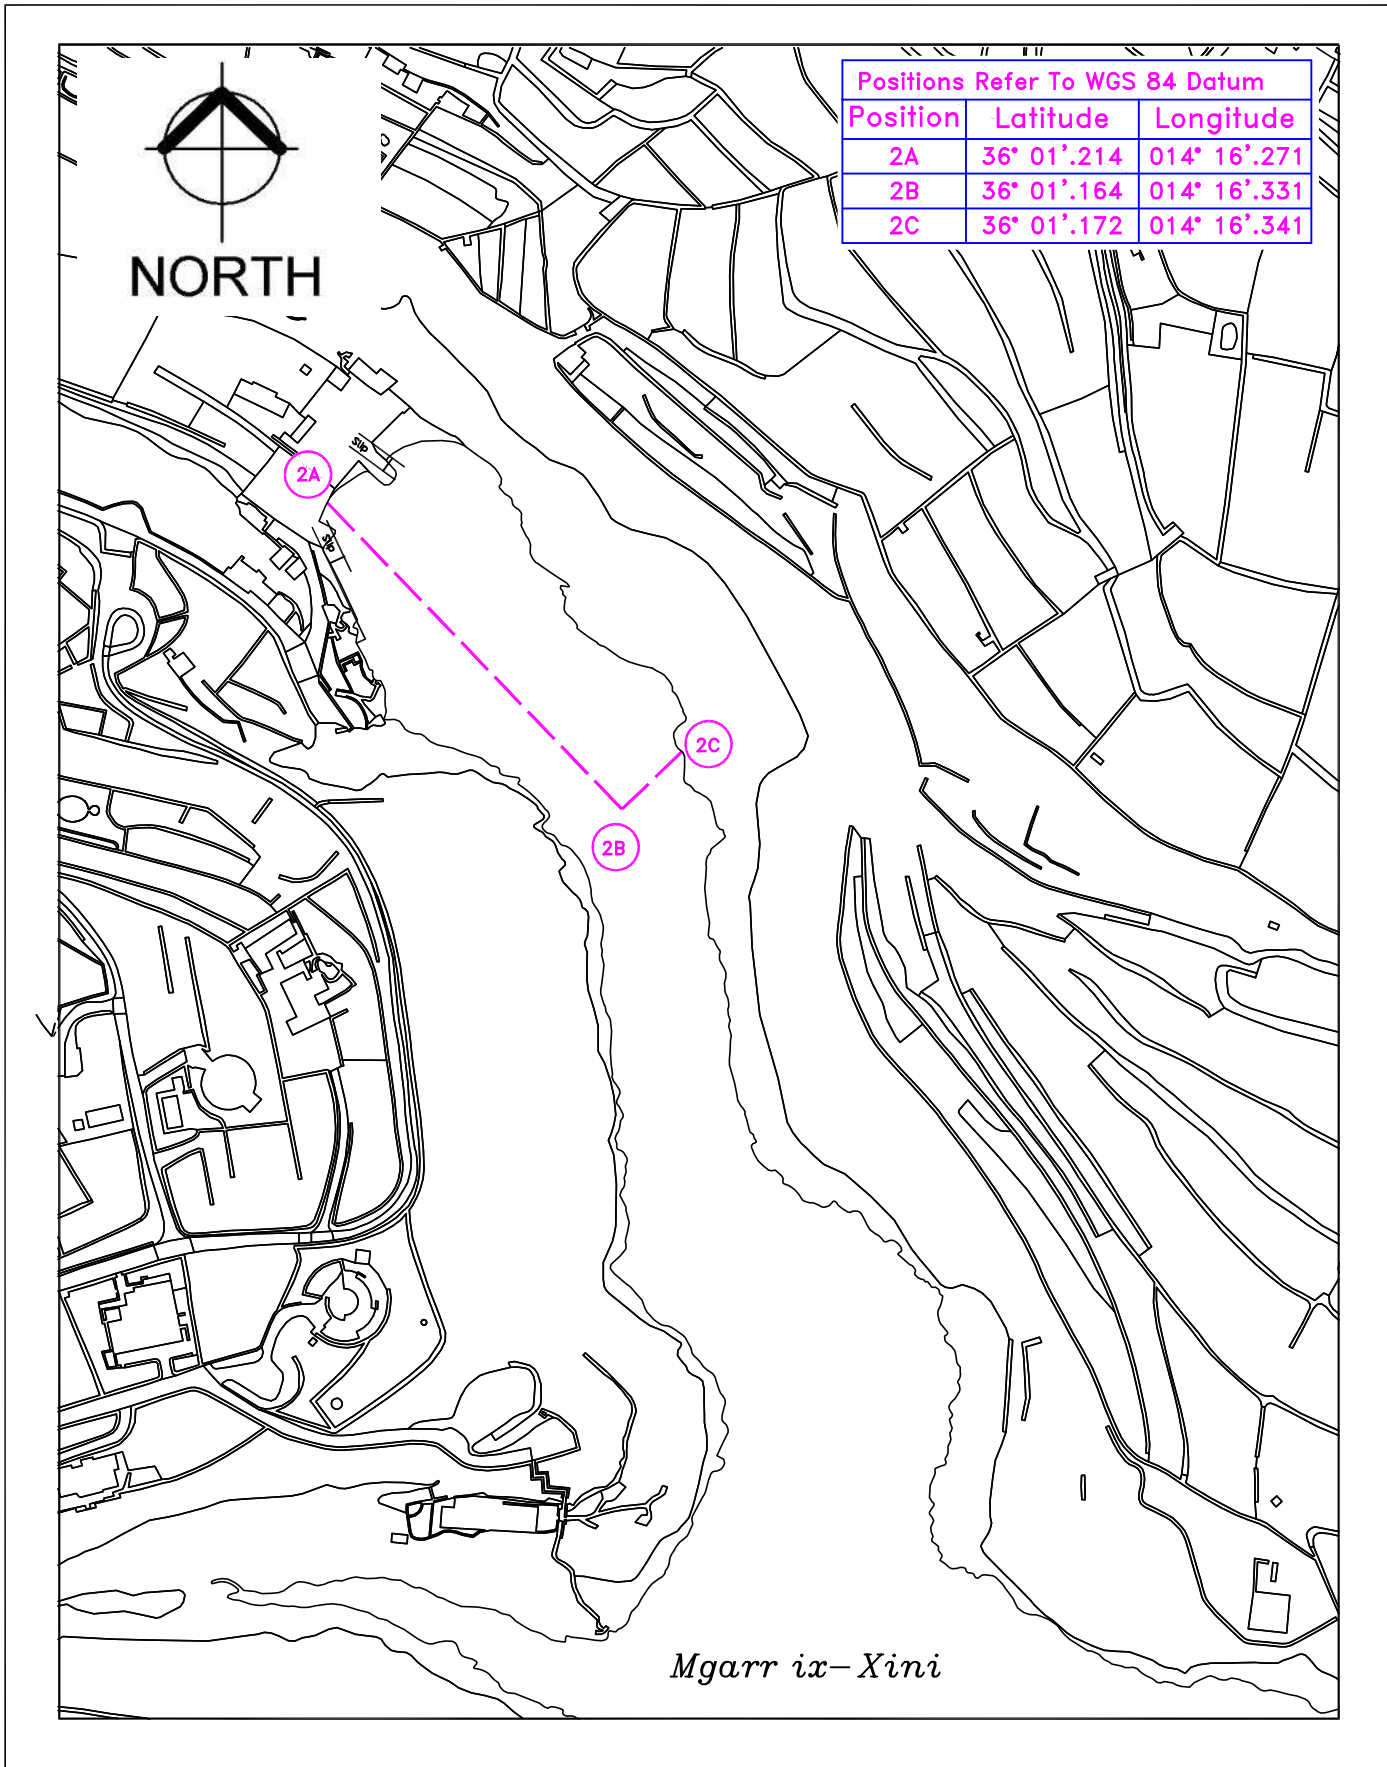 Positions Refer To WGS 84 Datum
Position Latitude Longitude
2A 36° 01'.214 014° 16'.271
2B 36° 01'.164 014° 16'.331
2C 36° 01'.172 014° 16'.341
NORTH
Slip
2A
Slip
2C
2B
Mgarr ix-Xini